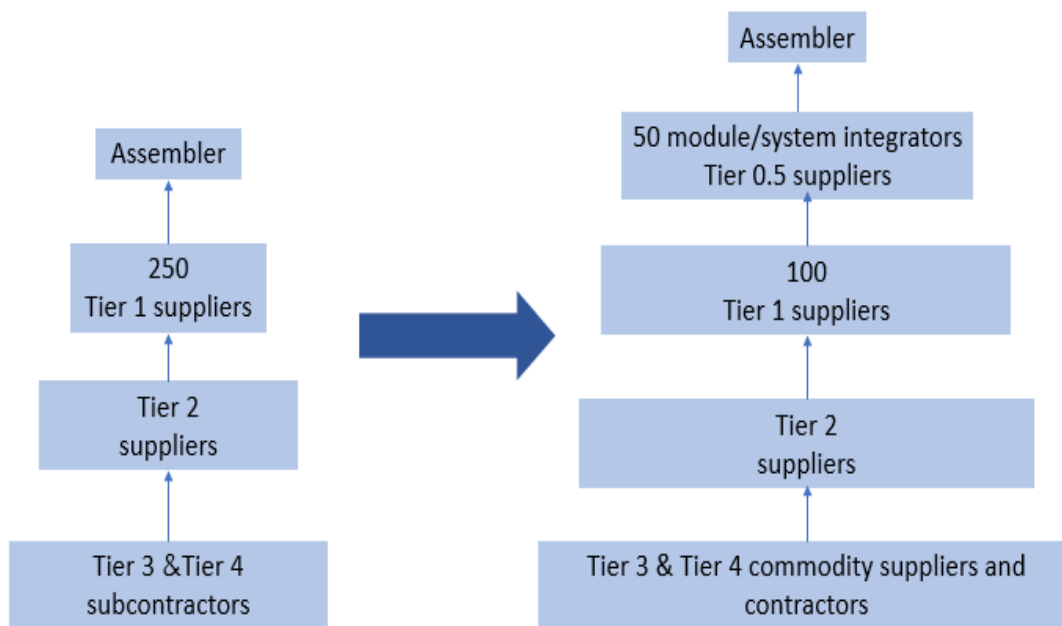 Assembler
250
Tier 1 suppliers
Tier 2
suppliers
Tier 3 &Tier 4
subcontractors
Assembler
50 module/system integrators
Tier 0.5 suppliers
100
Tier 1 suppliers
Tier 2
suppliers
Tier 3 & Tier 4 commodity suppliers and
contractors